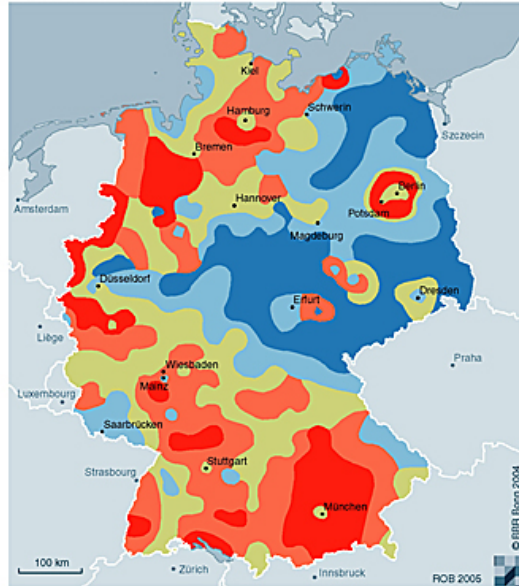 Kiel
Schwerin
Hamburg
Szczecin
Bremen
Amsterdam
Hannover
Berlin
Potsdam
Magdeburg
Düsseldorf
Erfurt
Dresden
Liège
Praha
Wiesbaden
Mainz
Luxembourg
Saarbrücken
Stuttgart
Strasbourg
München
100 km
Zürich
Innsbruck
ROB 2005
© BBR Bonn 2004